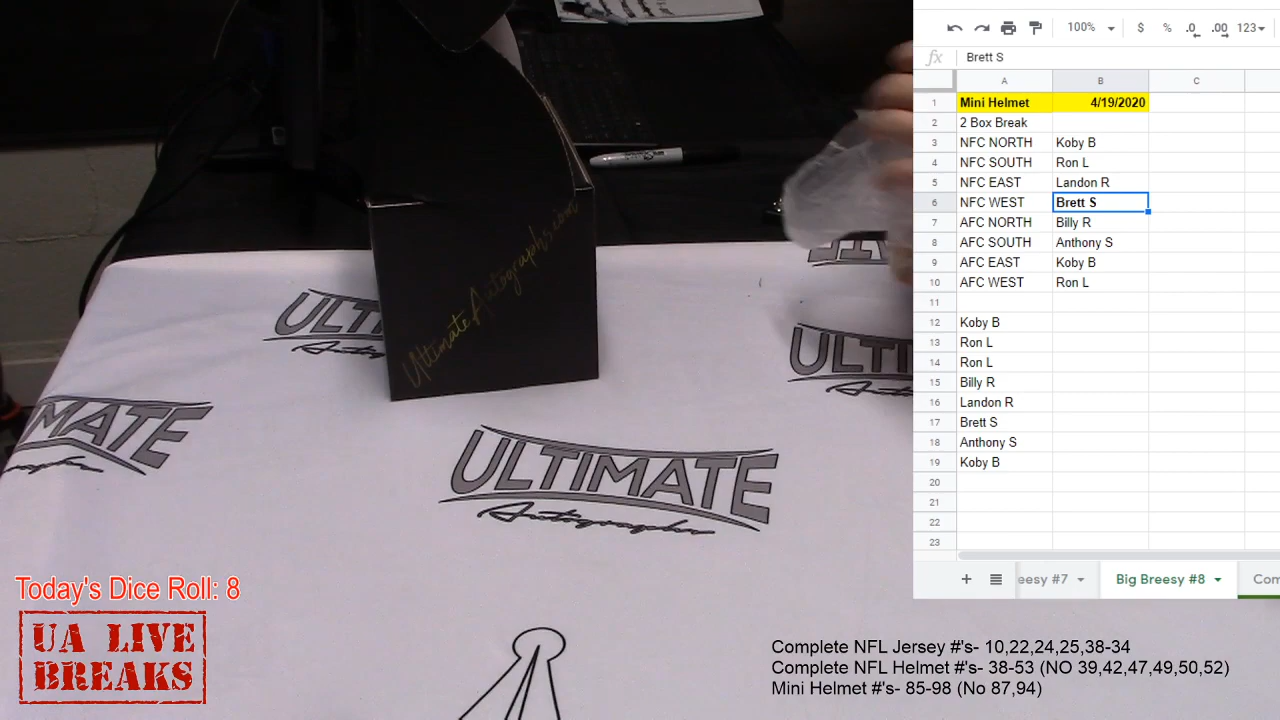 100%
$ % .0 .00 123
fx Brett S
A B C
1 Mini Helmet 4/19/2020
2 2 Box Break
3 NFC NORTH Koby B
4 NFC SOUTH Ron L
5 NFC EAST Landon R
6 NFC WEST Brett S
7 AFC NORTH Billy R
8 AFC SOUTH Anthony S
9 AFC EAST Koby B
10 AFC WEST Ron L
11
12 Koby B
13 Ron L
14 Ron L
15 Billy R
16 Landon R
17 Brett S
18 Anthony S
19 Koby B
20
21
22
23
eesy #7 Big Breesy #8 Com
UltimateAutographs.com
ULTIM
Auto
ULTI
Au
MATE
ographs
ULTIMATE
Autographs
Today's Dice Roll: 8
UA LIVE
BREAKS
Complete NFL Jersey #'s- 10,22,24,25,38-34
Complete NFL Helmet #'s- 38-53 (NO 39,42,47,49,50,52)
Mini Helmet #'s- 85-98 (No 87,94)